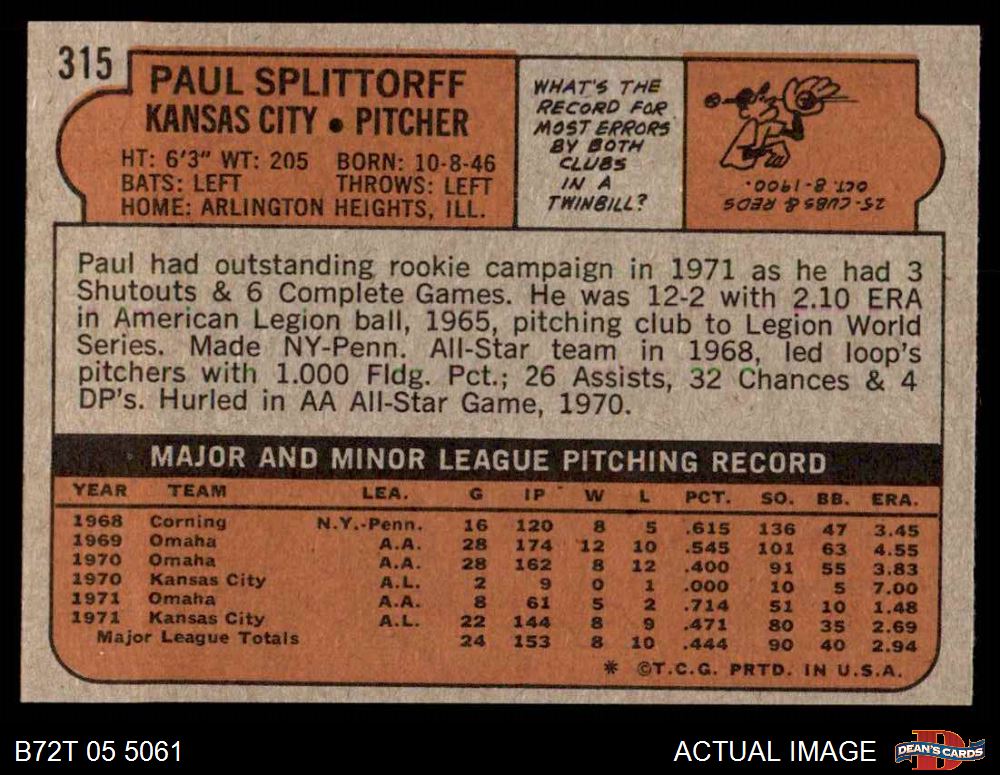 315
PAUL SPLITTORFF
KANSAS CITY • PITCHER
HT: 6'3" WT: 205 BORN: 10-8-46
BATS: LEFT THROWS: LEFT
HOME: ARLINGTON HEIGHTS, ILL.
WHAT'S THE
RECORD FOR
MOST ERRORS
BY BOTH
CLUBS
IN A
TWINBILL?
25-CUBS & REDS
OCT. 8-1900.
Paul had outstanding rookie campaign in 1971 as he had 3
Shutouts & 6 Complete Games. He was 12-2 with 2.10 ERA
in American Legion ball, 1965, pitching club to Legion World
Series. Made NY-Penn. All-Star team in 1968, led loop's
pitchers with 1.000 Fldg. Pct.; 26 Assists, 32 Chances & 4
DP's. Hurled in AA All-Star Game, 1970.
MAJOR AND MINOR LEAGUE PITCHING RECORD
YEAR TEAM LEA. G IP W L PCT. SO. BB. ERA.
1968 Corning N.Y.-Penn. 16 120 8 5 .615 136 47 3.45
1969 Omaha A.A. 28 174 12 10 .545 101 63 4.55
1970 Omaha A.A. 28 162 8 12 .400 91 55 3.83
1970 Kansas City A.L. 2 9 0 1 .000 10 5 7.00
1971 Omaha A.A. 8 61 5 2 .714 51 10 1.48
1971 Kansas City A.L. 22 144 8 9 .471 80 35 2.69
Major League Totals 24 153 8 10 .444 90 40 2.94
* ©T.C.G. PRTD. IN U.S.A.
B72T 05 5061 ACTUAL IMAGE
D
DEAN'S CARDS